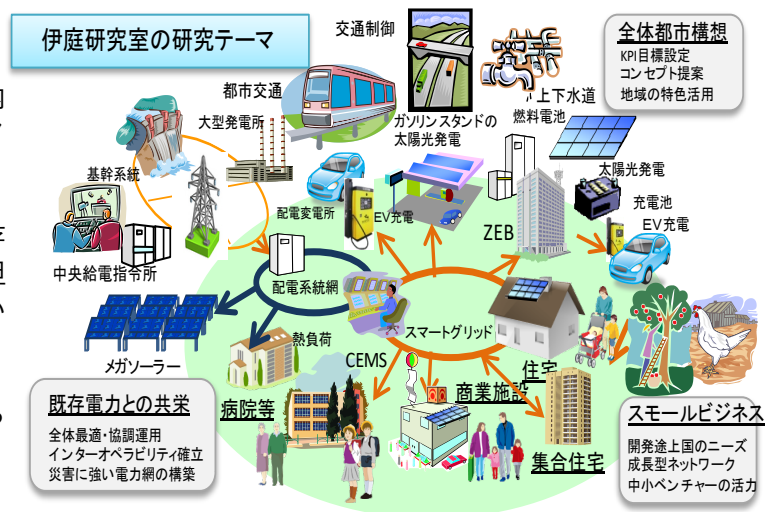 伊庭研究室の研究テーマ
交通制御
全体都市構想
KPI目標設定
コンセプト提案
地域の特色活用
都市交通
上下水道
燃料電池
大型発電所
ガソリンスタンドの
太陽光発電
太陽光発電
基幹系統
充電池
配電変電所
EV充電
EV充電
ZEB
中央給電指令所
配電系統網
スマートグリッド
メガソーラー
熱負荷
CEMS
住宅
商業施設
病院等
集合住宅
既存電力との共栄
全体最適・協調運用
インターオペラビリティ確立
災害に強い電力網の構築
スモールビジネス
開発途上国のニーズ
成長型ネットワーク
中小ベンチャーの活力